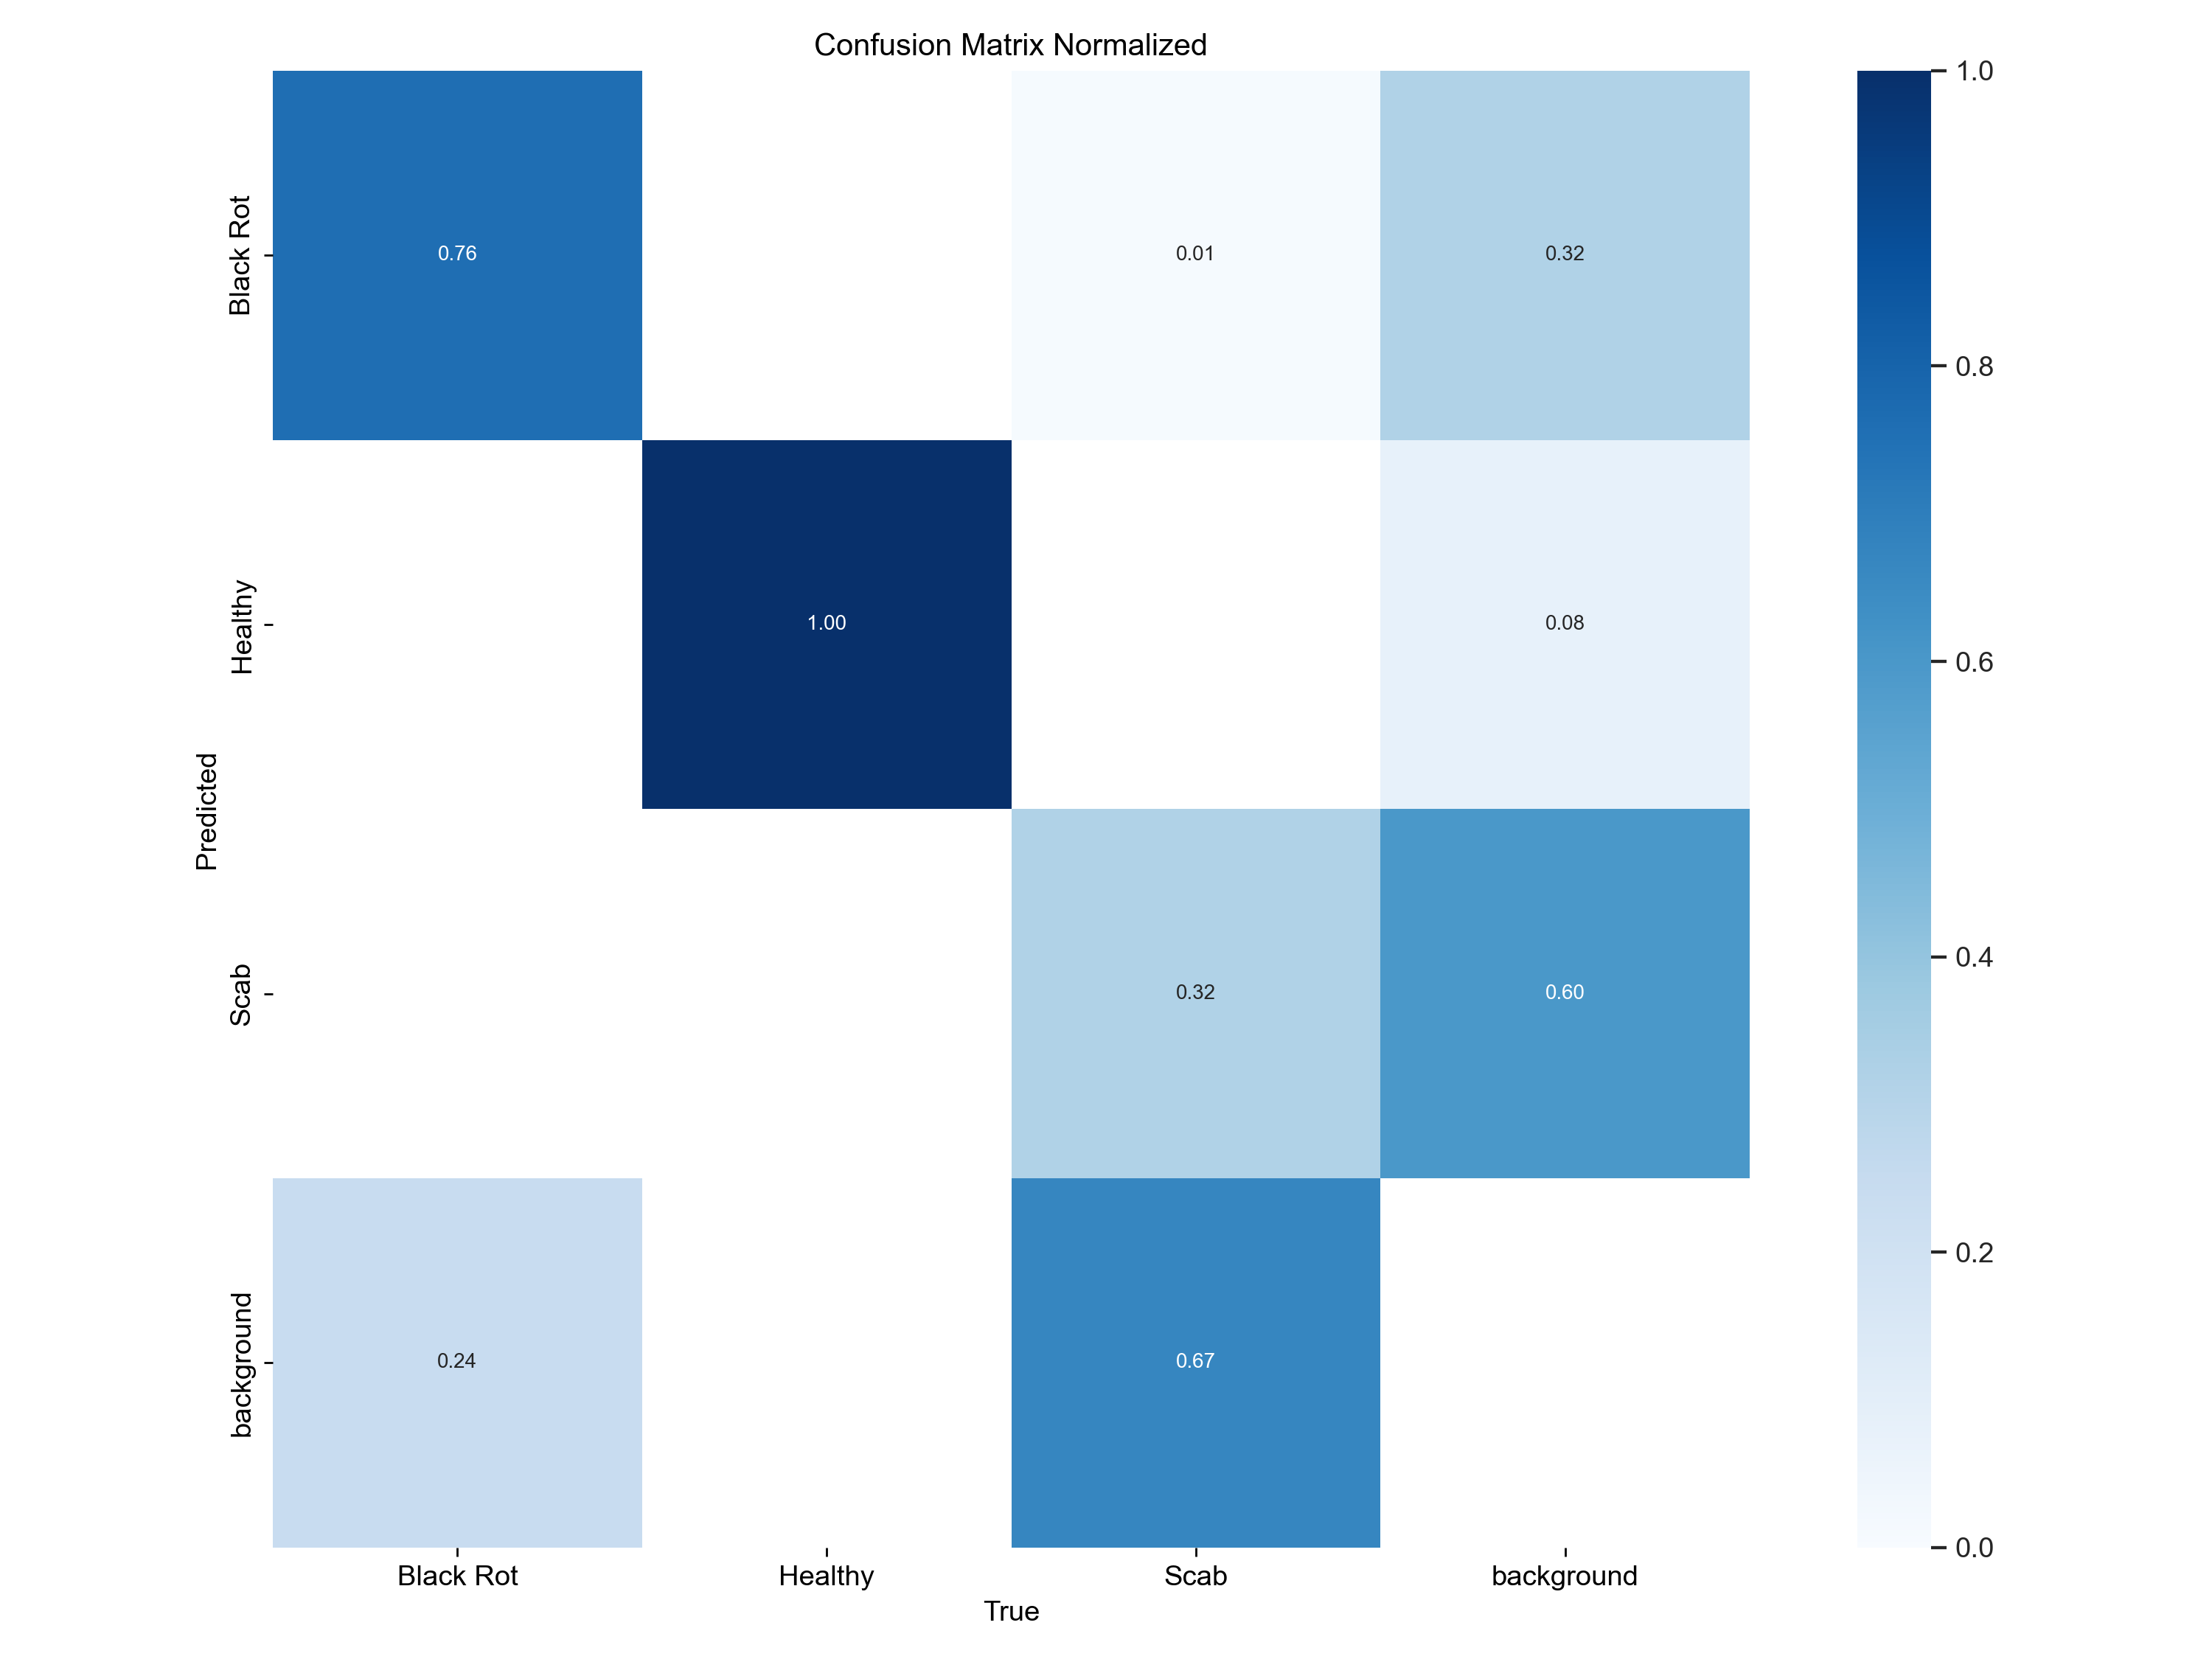 Confusion Matrix Normalized
Predicted
Black Rot
Healthy
Scab
background
0.76
0.01
0.32
1.00
0.08
0.32
0.60
0.24
0.67
Black Rot
Healthy
Scab
background
True
1.0
0.8
0.6
0.4
0.2
0.0